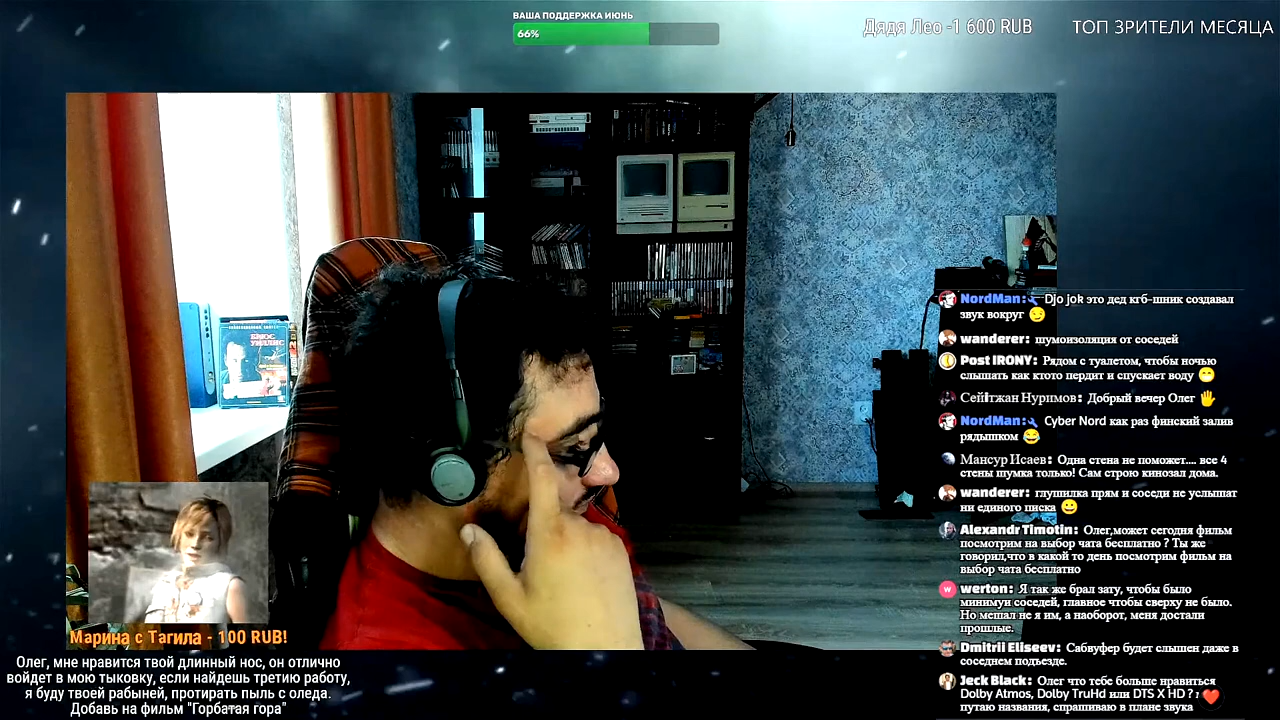 ВАША ПОДДЕРЖКА ИЮНЬ
66%
Дядя Лео -1 600 RUB
ТОП ЗРИТЕЛИ МЕСЯЦА
БРЮС
УИЛЛИС
NordMan: Djo jok это дед кгб-шник создавал
звук вокруг 😏
wanderer: шумоизоляция от соседей
Post IRONY: Рядом с туалетом, чтобы ночью
слышать как ктото пердит и спускает воду 😁
Сейтжан Нуримов: Добрый вечер Олег 🖐
NordMan: Cyber Nord как раз финский залив
рядышком 😂
Мансур Исаев: Одна стена не поможет.... все 4
стены шумка только! Сам строю кинозал дома.
wanderer: глушилка прям и соседи не услышат
ни единого писка 😀
Alexandr Timotin: Олег,может сегодня фильм
посмотрим на выбор чата бесплатно ? Ты же
говорил,что в какой то день посмотрим фильм на
выбор чата бесплатно
werton: Я так же брал зату, чтобы было
минимун соседей, главное чтобы сверху не было.
Но мешал не я им, а наоборот, меня достали
прошлые.
Dmitrii Eliseev: Сабвуфер будет слышен даже в
соседнем подьезде.
Jeck Black: Олег что тебе больше нравиться
Dolby Atmos, Dolby TruHd или DTS X HD ?
путаю названия, спрашиваю в плане звука
Марина с Тагила - 100 RUB!
Олег, мне нравится твой длинный нос, он отлично
войдет в мою тыковку, если найдешь третию работу,
я буду твоей рабыней, протирать пыль с оледа.
Добавь на фильм "Горбатая гора"